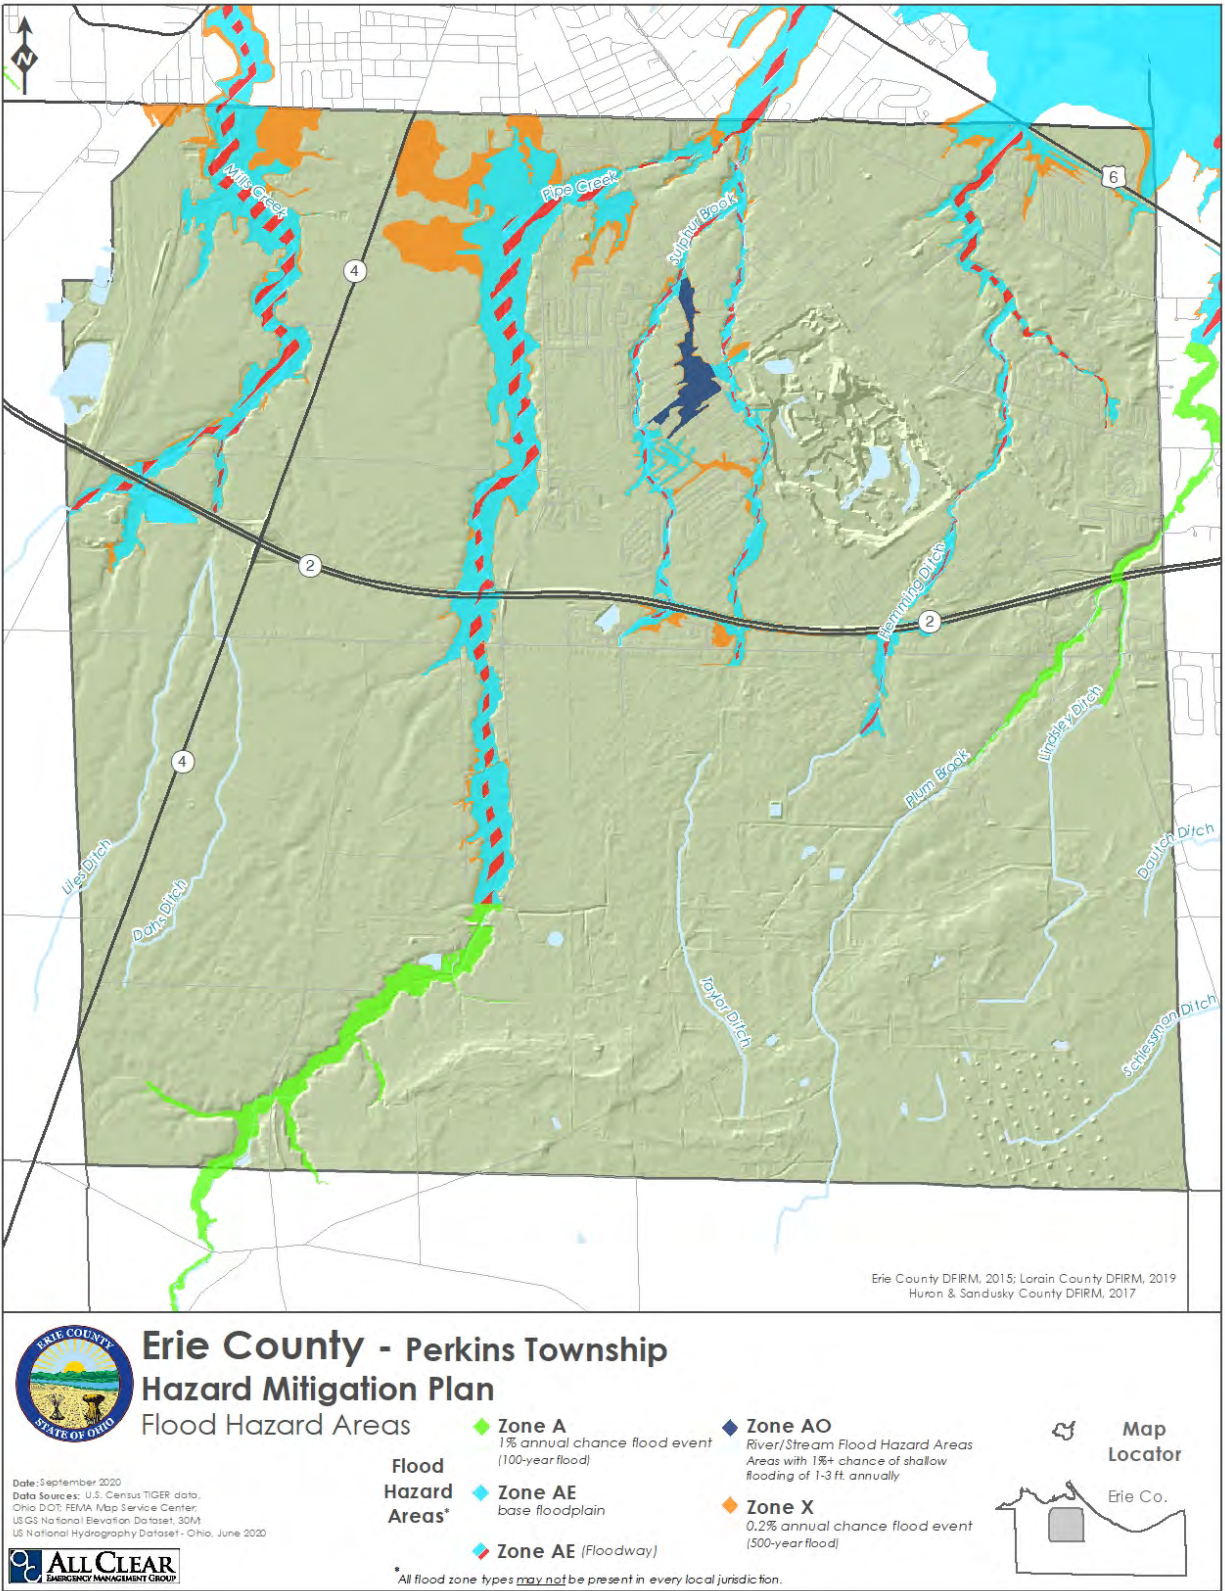 N
6
Mills Creek
Pipe Creek
Sulphur Brook
4
2
Hemming Ditch
2
4
Lindsley Ditch
Plum Brook
Liles Ditch
Dahs Ditch
Dautch Ditch
Taylor Ditch
Schlessman Ditch
Erie County DFIRM, 2015; Lorain County DFIRM, 2019
Huron & Sandusky County DFIRM, 2017
ERIE COUNTY
STATE OF OHIO
Erie County - Perkins Township
Hazard Mitigation Plan
Flood Hazard Areas
Date: September 2020
Data Sources: U.S. Census TIGER data,
Ohio DOT; FEMA Map Service Center;
USGS National Elevation Dataset, 30M;
US National Hydrography Dataset - Ohio, June 2020
ALL CLEAR
EMERGENCY MANAGEMENT GROUP
Flood
Hazard
Areas*
Zone A
1% annual chance flood event
(100-year flood)
Zone AE
base floodplain
Zone AE (Floodway)
Zone AO
River/Stream Flood Hazard Areas
Areas with 1%+ chance of shallow
flooding of 1-3 ft. annually
Zone X
0.2% annual chance flood event
(500-year flood)
*All flood zone types may not be present in every local jurisdiction.
Map
Locator
Erie Co.